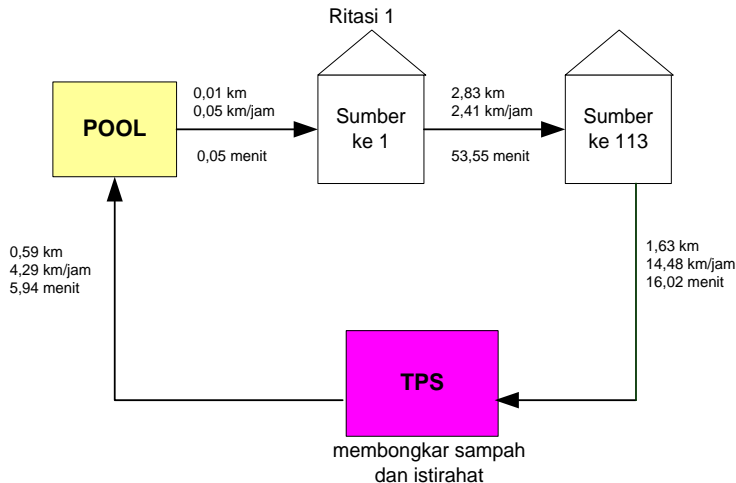 Ritasi 1
POOL
0,01 km
0,05 km/jam
0,05 menit
Sumber
ke 1
2,83 km
2,41 km/jam
53,55 menit
Sumber
ke 113
1,63 km
14,48 km/jam
16,02 menit
0,59 km
4,29 km/jam
5,94 menit
TPS
membongkar sampah
dan istirahat